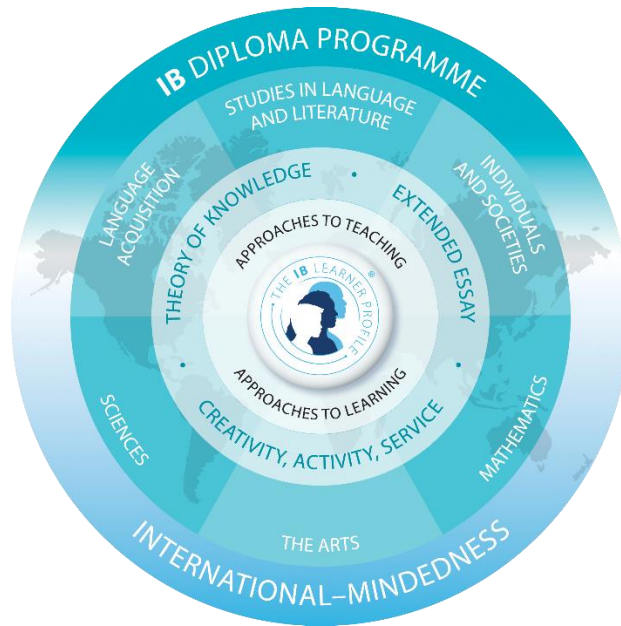 IB DIPLOMA PROGRAMME
STUDIES IN LANGUAGE
AND LITERATURE
LANGUAGE
ACQUISITION
INDIVIDUALS
AND SOCIETIES
THEORY OF KNOWLEDGE
•
EXTENDED ESSAY
APPROACHES TO TEACHING
• THE IB LEARNER PROFILE •
®
APPROACHES TO LEARNING
•
CREATIVITY, ACTIVITY, SERVICE
•
SCIENCES
MATHEMATICS
THE ARTS
INTERNATIONAL–MINDEDNESS